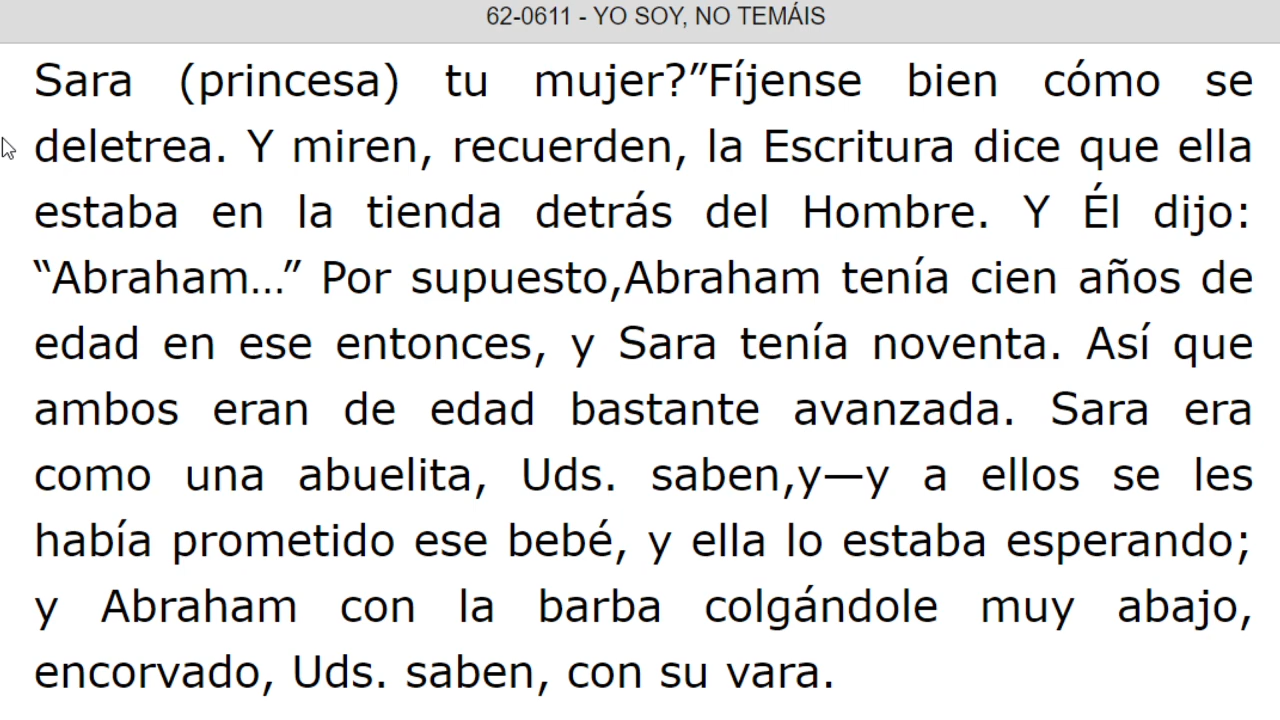 62-0611 - YO SOY, NO TEMÁIS
Sara (princesa) tu mujer?”Fíjense bien cómo se
deletrea. Y miren, recuerden, la Escritura dice que ella
estaba en la tienda detrás del Hombre. Y Él dijo:
“Abraham…” Por supuesto,Abraham tenía cien años de
edad en ese entonces, y Sara tenía noventa. Así que
ambos eran de edad bastante avanzada. Sara era
como una abuelita, Uds. saben,y—y a ellos se les
había prometido ese bebé, y ella lo estaba esperando;
y Abraham con la barba colgándole muy abajo,
encorvado, Uds. saben, con su vara.